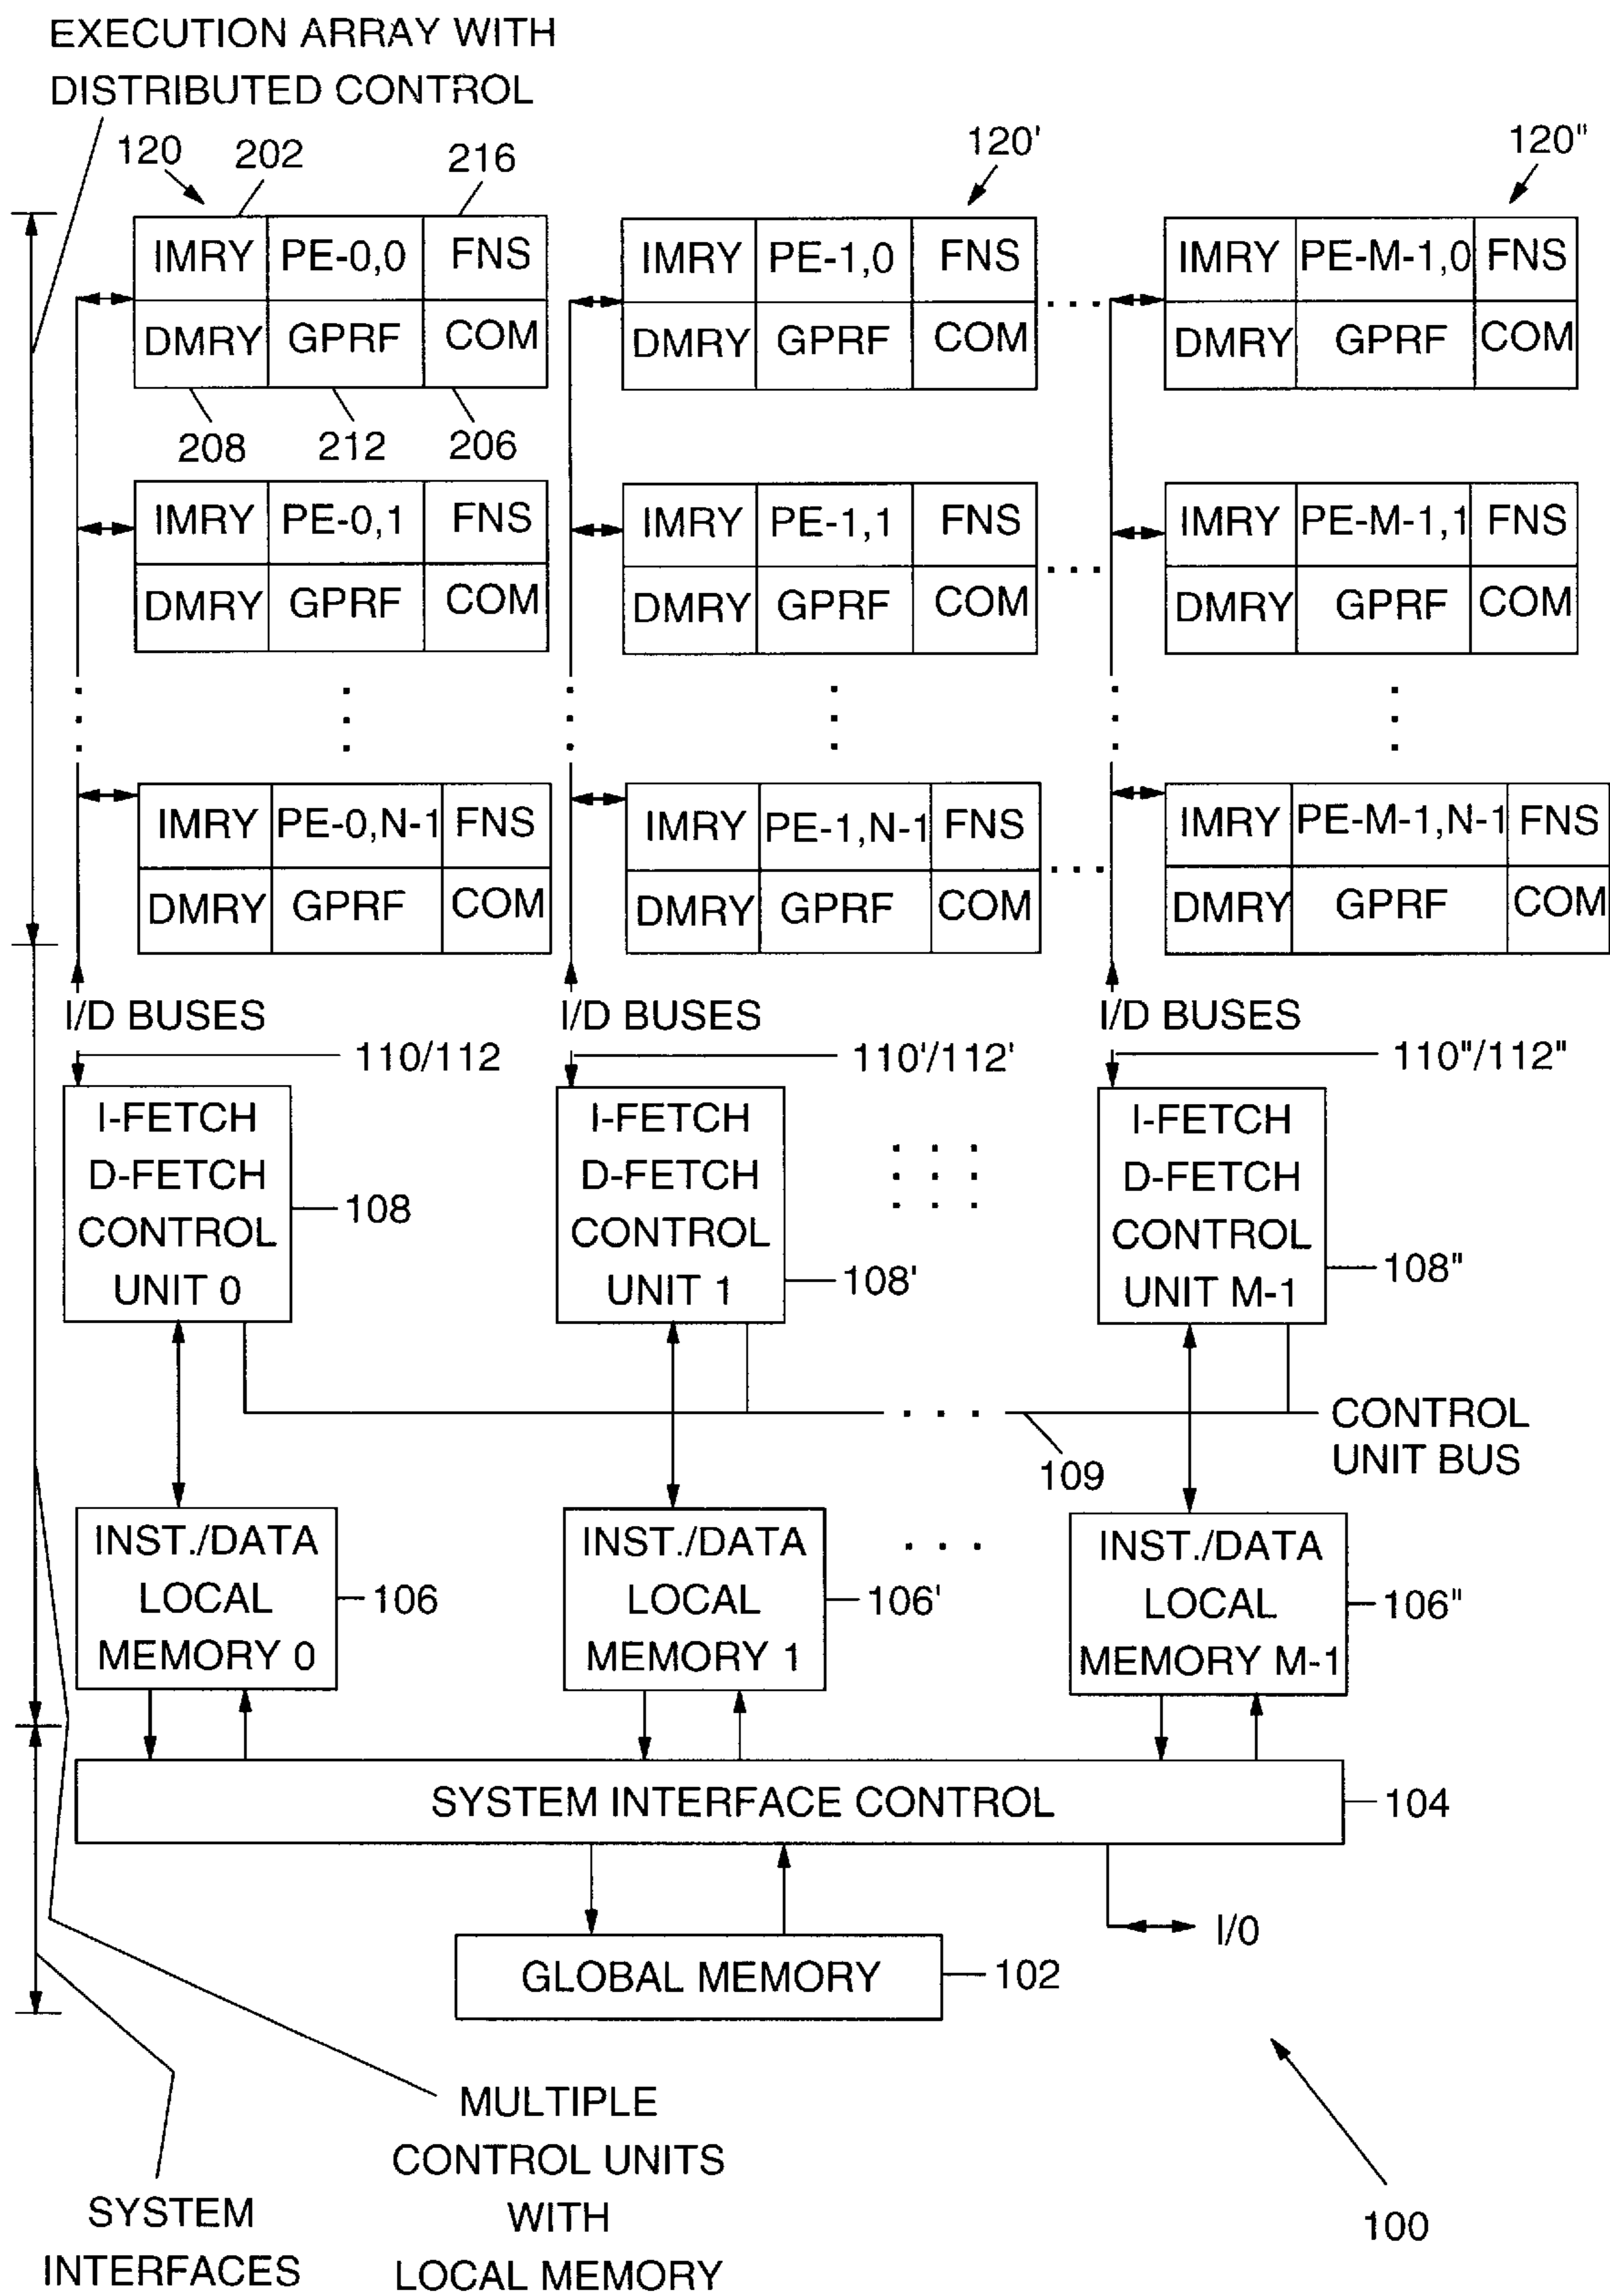 EXECUTION ARRAY WITH
DISTRIBUTED CONTROL
120 202 216 120' 120"
IMRY PE-0,0 FNS IMRY PE-1,0 FNS IMRY PE-M-1,0 FNS
DMRY GPRF COM DMRY GPRF COM DMRY GPRF COM
208 212 206
IMRY PE-0,1 FNS IMRY PE-1,1 FNS IMRY PE-M-1,1 FNS
DMRY GPRF COM DMRY GPRF COM DMRY GPRF COM
IMRY PE-0,N-1 FNS IMRY PE-1,N-1 FNS IMRY PE-M-1,N-1 FNS
DMRY GPRF COM DMRY GPRF COM DMRY GPRF COM
I/D BUSES I/D BUSES I/D BUSES
110/112 110'/112' 110"/112"
I-FETCH
D-FETCH
CONTROL
UNIT 0
108
I-FETCH
D-FETCH
CONTROL
UNIT 1
108'
I-FETCH
D-FETCH
CONTROL
UNIT M-1
108"
CONTROL
UNIT BUS
109
INST./DATA
LOCAL
MEMORY 0
106
INST./DATA
LOCAL
MEMORY 1
106'
INST./DATA
LOCAL
MEMORY M-1
106"
SYSTEM INTERFACE CONTROL
104
I/O
GLOBAL MEMORY
102
MULTIPLE
CONTROL UNITS
WITH
LOCAL MEMORY
SYSTEM
INTERFACES
100